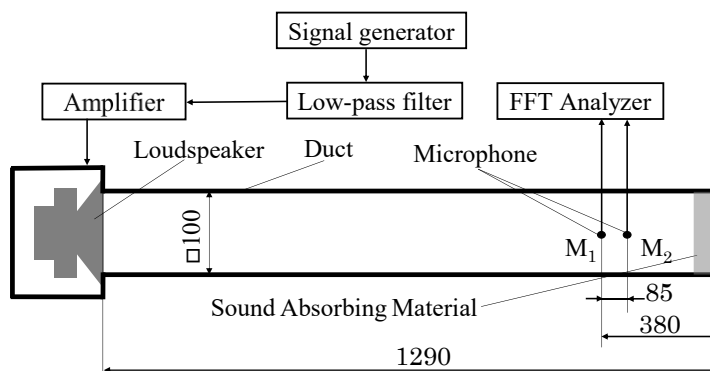 Signal generator
Amplifier
Low-pass filter
FFT Analyzer
Loudspeaker
Duct
Microphone
□100
M₁
M₂
Sound Absorbing Material
85
380
1290